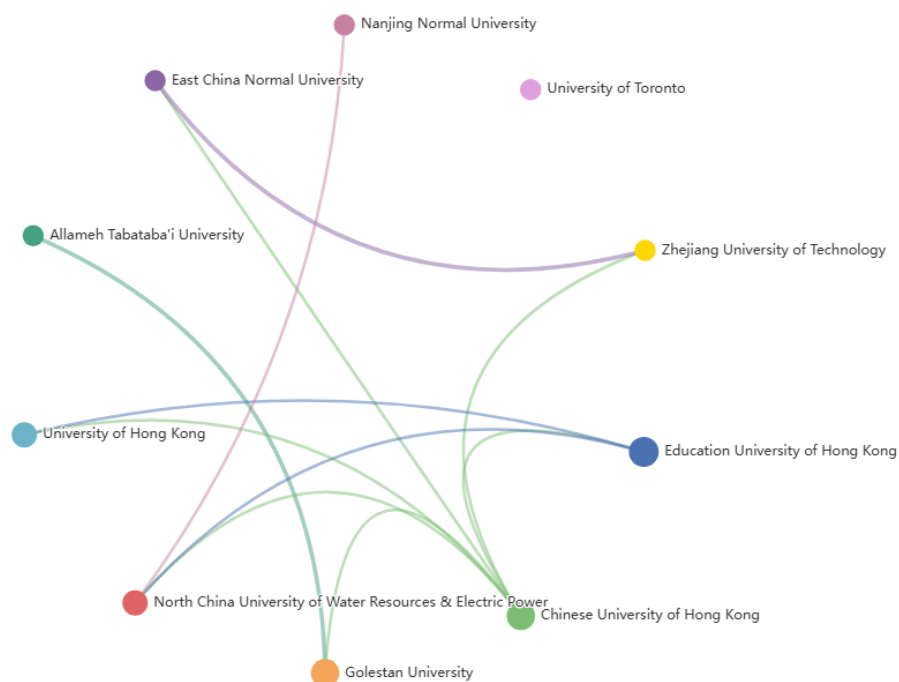 Nanjing Normal University
East China Normal University
University of Toronto
Allameh Tabataba'i University
Zhejiang University of Technology
University of Hong Kong
Education University of Hong Kong
North China University of Water Resources & Electric Power
Chinese University of Hong Kong
Golestan University